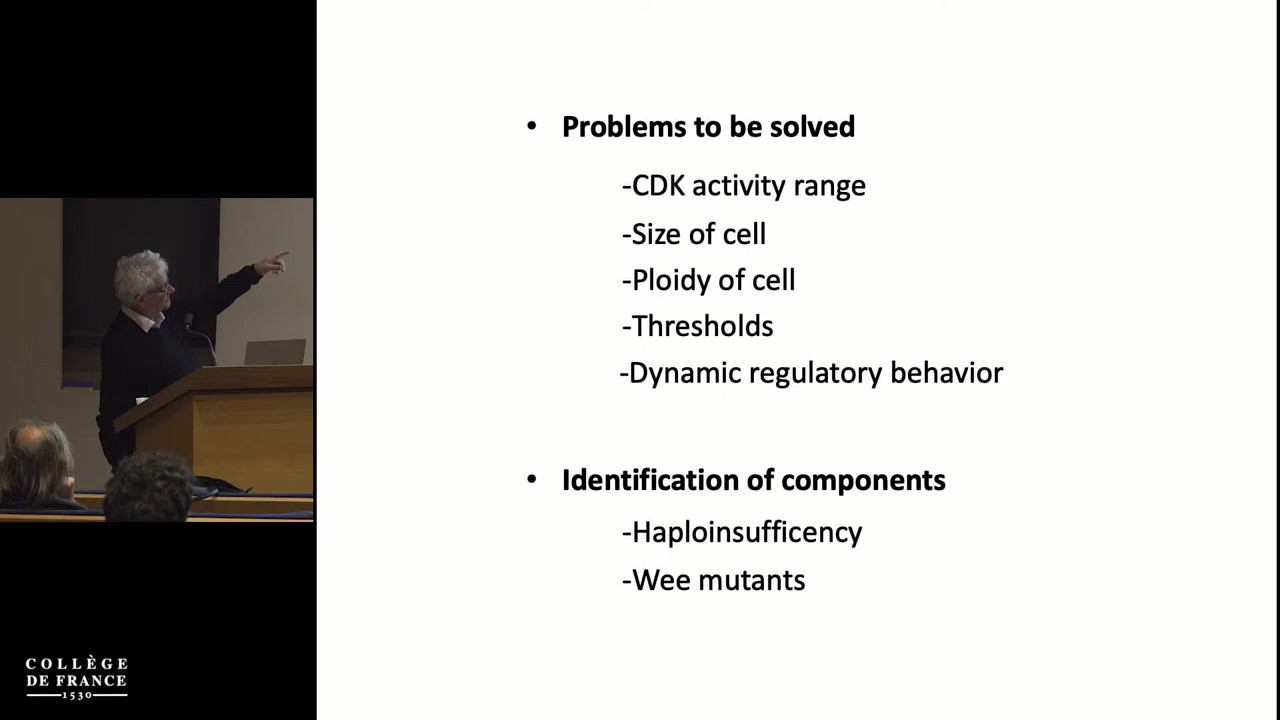 • Problems to be solved
-CDK activity range
-Size of cell
-Ploidy of cell
-Thresholds
-Dynamic regulatory behavior
• Identification of components
-Haploinsufficency
-Wee mutants
COLLÈGE
DE FRANCE
1530